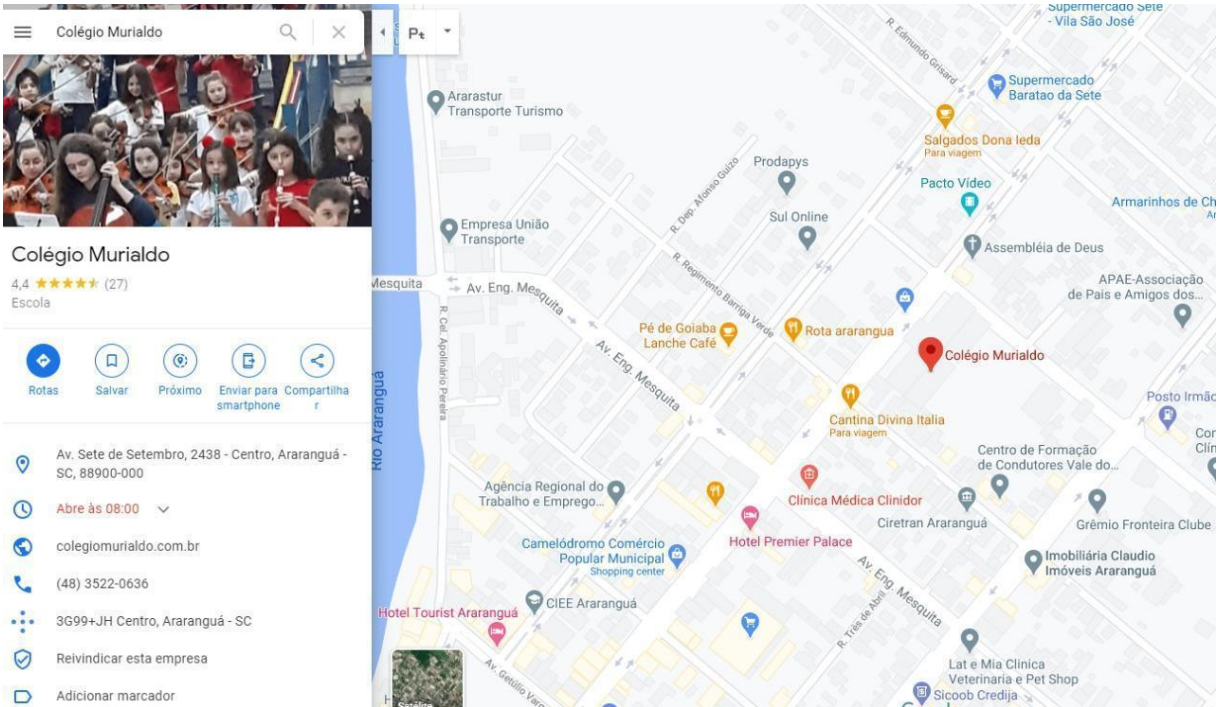 Colégio Murialdo
Colégio Murialdo
4,4 ★★★★★ (27)
Escola
Rotas
Salvar
Próximo
Enviar para
smartphone
Compartilha
r
Av. Sete de Setembro, 2438 - Centro, Araranguá -
SC, 88900-000
Abre às 08:00
colegiomurialdo.com.br
(48) 3522-0636
3G99+JH Centro, Araranguá - SC
Reivindicar esta empresa
Adicionar marcador
Supermercado Sete
- Vila São José
R. Edmundo Grisard
Supermercado
Baratao da Sete
Ararastur
Transporte Turismo
Salgados Dona Ieda
Para viagem
Prodapys
R. Dep. Afonso Guizo
Pacto Vídeo
Armarinhos de Ch
Sul Online
Empresa União
Transporte
Assembléia de Deus
R. Regimento Barriga Verde
APAE-Associação
de Pais e Amigos dos...
Mesquita
Av. Eng. Mesquita
R. Cel. Apolinário Pereira
Pé de Goiaba
Lanche Café
Rota ararangua
Colégio Murialdo
Av. Eng. Mesquita
Rio Araranguá
Posto Irmão
Cantina Divina Italia
Para viagem
Centro de Formação
de Condutores Vale do...
Con
Clín
Agência Regional do
Trabalho e Emprego...
Clínica Médica Clinidor
Ciretran Araranguá
Grêmio Fronteira Clube
Hotel Premier Palace
Camelódromo Comércio
Popular Municipal
Shopping center
Imobiliária Claudio
Imóveis Araranguá
Av. Eng. Mesquita
CIEE Araranguá
Hotel Tourist Araranguá
R. Três de Abril
Lat e Mia Clinica
Veterinaria e Pet Shop
Av. Getúlio Varg
Sicoob Credija
Satélite